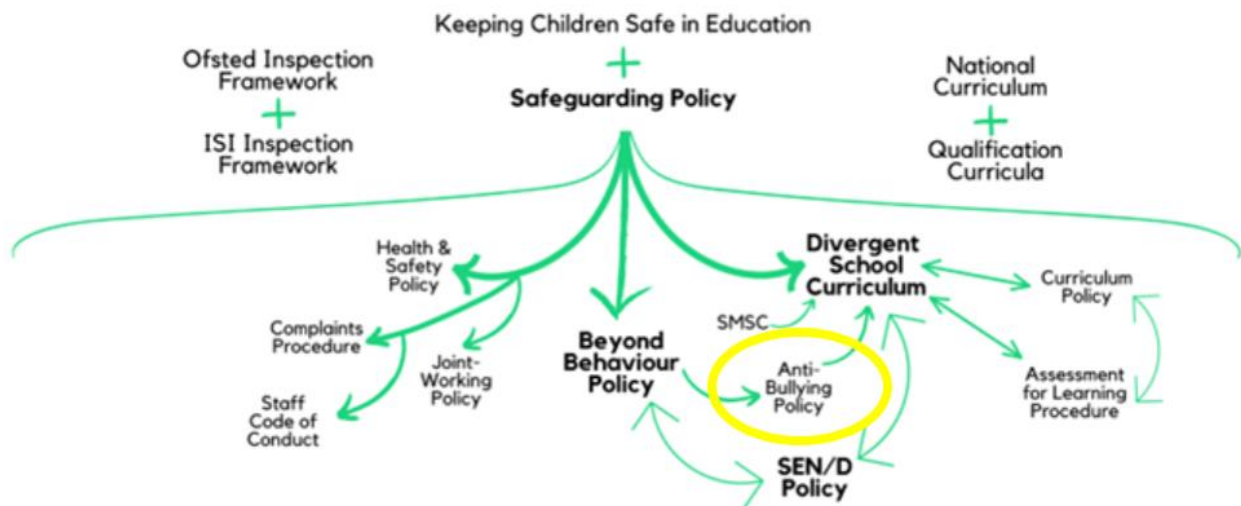 Keeping Children Safe in Education
+
Safeguarding Policy
Ofsted Inspection
Framework
+
ISI Inspection
Framework
National
Curriculum
+
Qualification
Curricula
Health &
Safety
Policy
Complaints
Procedure
Joint-
Working
Policy
Staff
Code of
Conduct
Beyond
Behaviour
Policy
Divergent
School
Curriculum
SMSC
Anti-
Bullying
Policy
SEN/D
Policy
Curriculum
Policy
Assessment
for Learning
Procedure